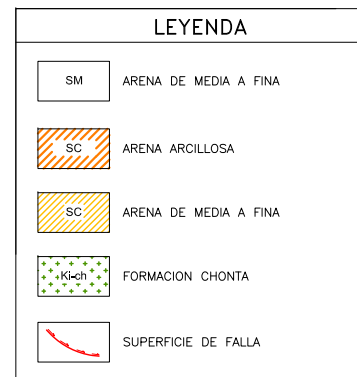 LEYENDA
SM ARENA DE MEDIA A FINA
SC ARENA ARCILLOSA
SC ARENA DE MEDIA A FINA
Ki-ch FORMACION CHONTA
SUPERFICIE DE FALLA